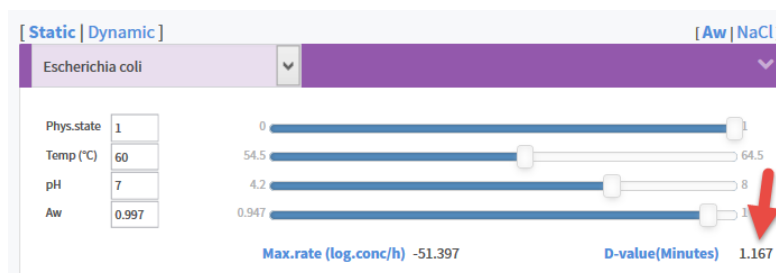 [ Static | Dynamic ] [ Aw | NaCl
Escherichia coli
Phys.state 1 0 1
Temp (°C) 60 54.5 64.5
pH 7 4.2 8
Aw 0.997 0.947 1
Max.rate (log.conc/h) -51.397 D-value(Minutes) 1.167